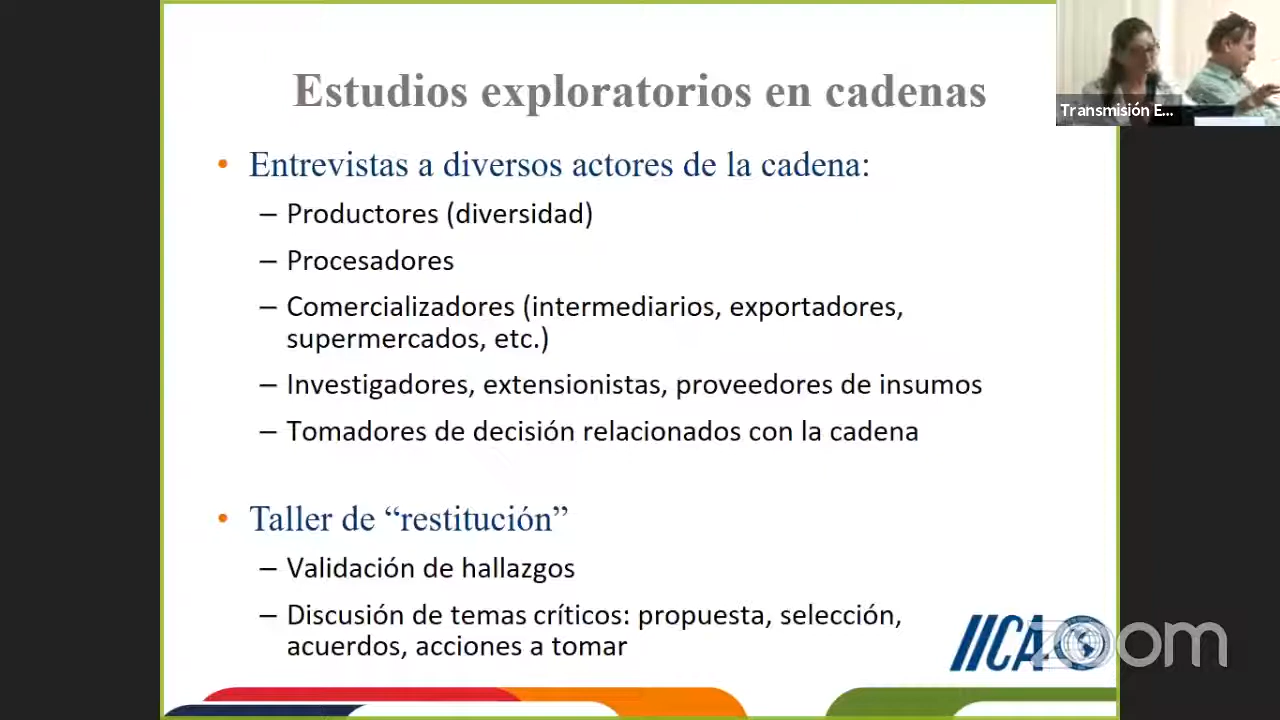 Estudios exploratorios en cadenas
Transmisión E...
• Entrevistas a diversos actores de la cadena:
– Productores (diversidad)
– Procesadores
– Comercializadores (intermediarios, exportadores,
supermercados, etc.)
– Investigadores, extensionistas, proveedores de insumos
– Tomadores de decisión relacionados con la cadena
• Taller de “restitución”
– Validación de hallazgos
– Discusión de temas críticos: propuesta, selección,
acuerdos, acciones a tomar
IICA
zoom